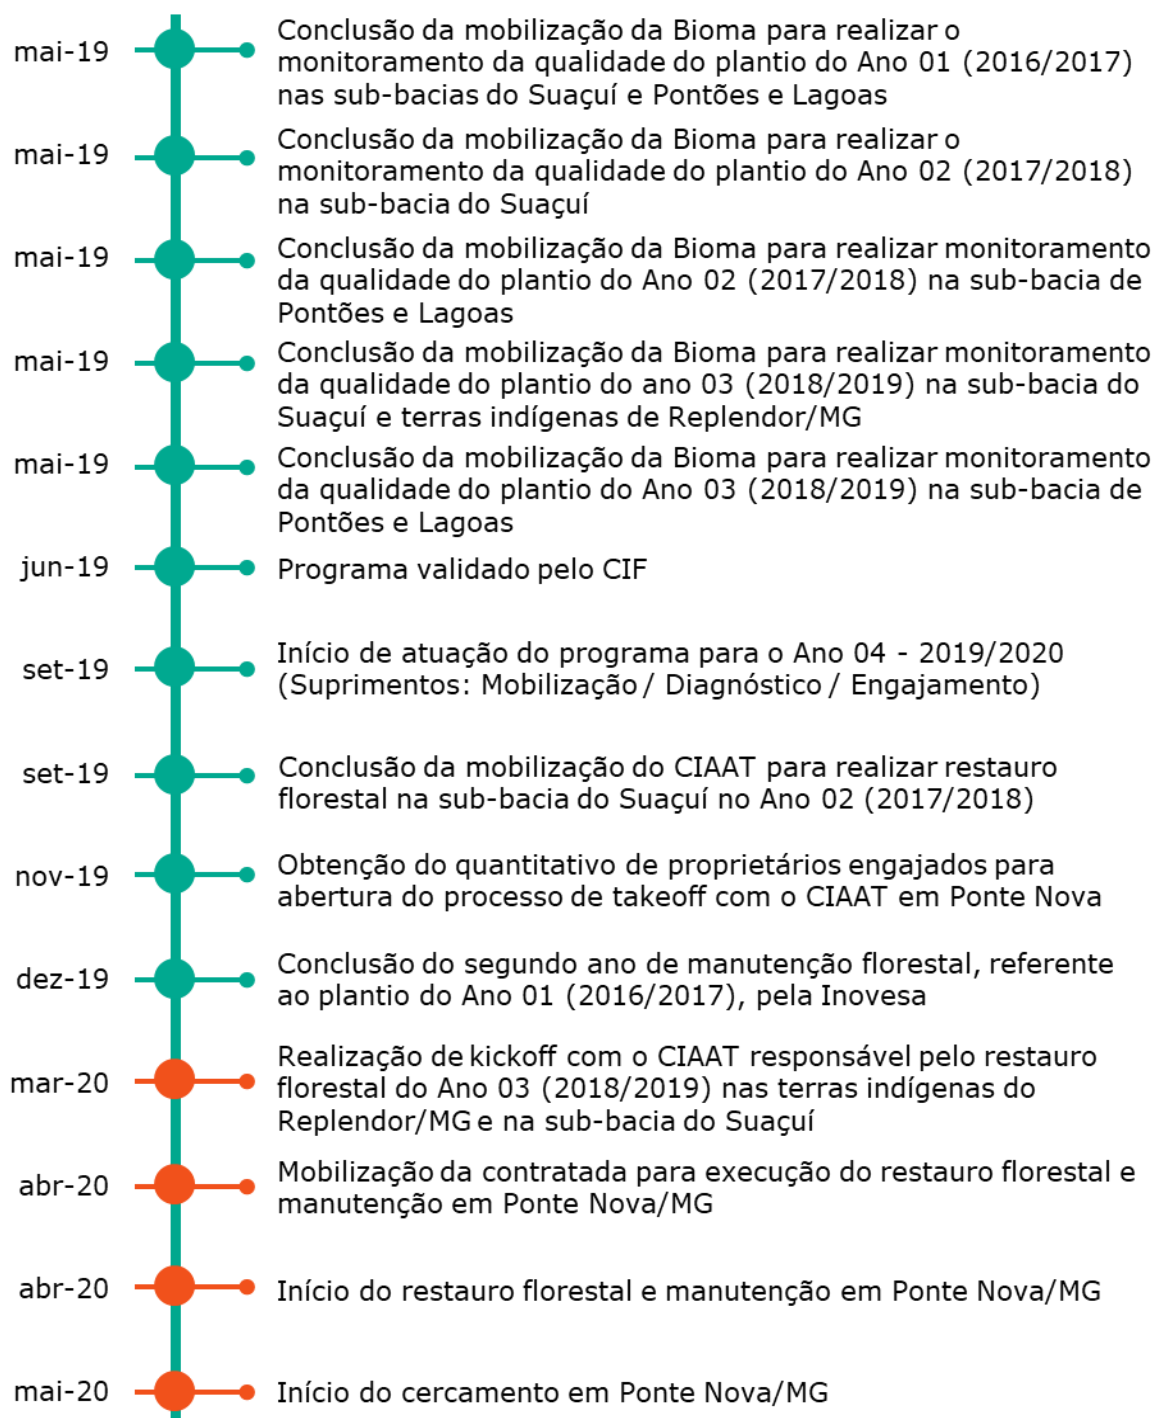 mai-19
Conclusão da mobilização da Bioma para realizar o
monitoramento da qualidade do plantio do Ano 01 (2016/2017)
nas sub-bacias do Suaçuí e Pontões e Lagoas
mai-19
Conclusão da mobilização da Bioma para realizar o
monitoramento da qualidade do plantio do Ano 02 (2017/2018)
na sub-bacia do Suaçuí
mai-19
Conclusão da mobilização da Bioma para realizar monitoramento
da qualidade do plantio do Ano 02 (2017/2018) na sub-bacia de
Pontões e Lagoas
mai-19
Conclusão da mobilização da Bioma para realizar monitoramento
da qualidade do plantio do ano 03 (2018/2019) na sub-bacia do
Suaçuí e terras indígenas de Replendor/MG
mai-19
Conclusão da mobilização da Bioma para realizar monitoramento
da qualidade do plantio do Ano 03 (2018/2019) na sub-bacia de
Pontões e Lagoas
jun-19
Programa validado pelo CIF
set-19
Início de atuação do programa para o Ano 04 - 2019/2020
(Suprimentos: Mobilização / Diagnóstico / Engajamento)
set-19
Conclusão da mobilização do CIAAT para realizar restauro
florestal na sub-bacia do Suaçuí no Ano 02 (2017/2018)
nov-19
Obtenção do quantitativo de proprietários engajados para
abertura do processo de takeoff com o CIAAT em Ponte Nova
dez-19
Conclusão do segundo ano de manutenção florestal, referente
ao plantio do Ano 01 (2016/2017), pela Inovesa
mar-20
Realização de kickoff com o CIAAT responsável pelo restauro
florestal do Ano 03 (2018/2019) nas terras indígenas do
Replendor/MG e na sub-bacia do Suaçuí
abr-20
Mobilização da contratada para execução do restauro florestal e
manutenção em Ponte Nova/MG
abr-20
Início do restauro florestal e manutenção em Ponte Nova/MG
mai-20
Início do cercamento em Ponte Nova/MG